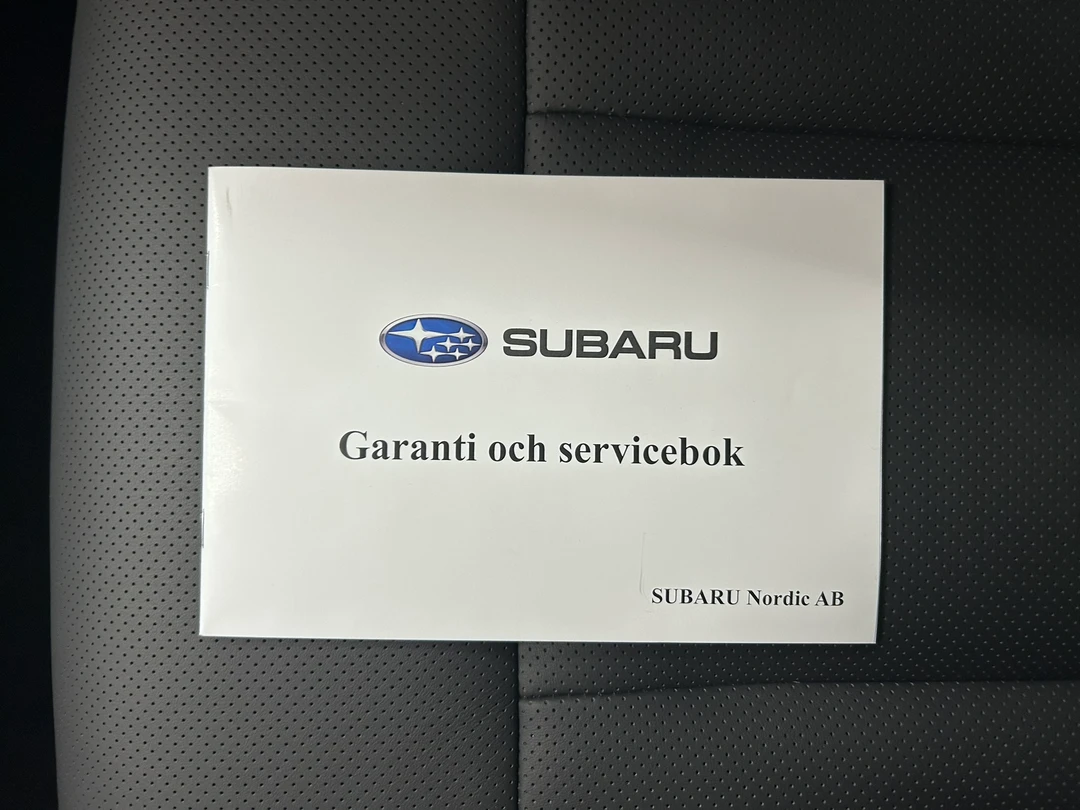 SUBARU
Garanti och servicebok
SUBARU Nordic AB